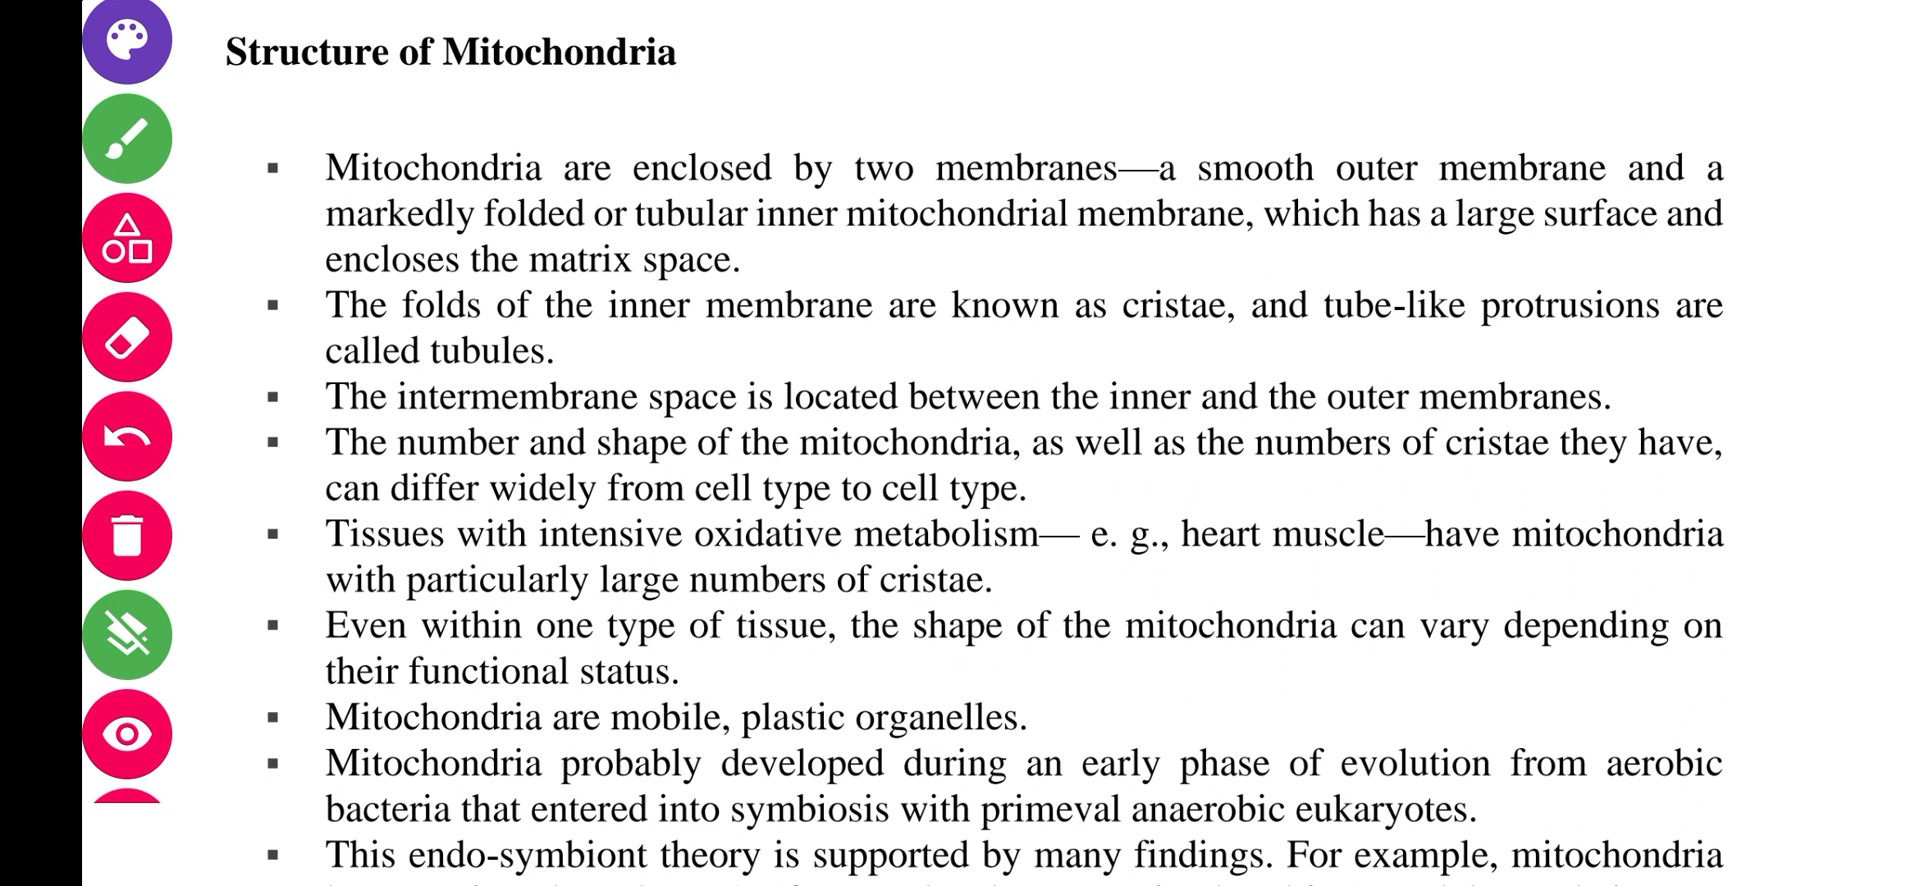 Structure of Mitochondria
▪ Mitochondria are enclosed by two membranes—a smooth outer membrane and a
markedly folded or tubular inner mitochondrial membrane, which has a large surface and
encloses the matrix space.
▪ The folds of the inner membrane are known as cristae, and tube-like protrusions are
called tubules.
▪ The intermembrane space is located between the inner and the outer membranes.
▪ The number and shape of the mitochondria, as well as the numbers of cristae they have,
can differ widely from cell type to cell type.
▪ Tissues with intensive oxidative metabolism— e. g., heart muscle—have mitochondria
with particularly large numbers of cristae.
▪ Even within one type of tissue, the shape of the mitochondria can vary depending on
their functional status.
▪ Mitochondria are mobile, plastic organelles.
▪ Mitochondria probably developed during an early phase of evolution from aerobic
bacteria that entered into symbiosis with primeval anaerobic eukaryotes.
▪ This endo-symbiont theory is supported by many findings. For example, mitochondria